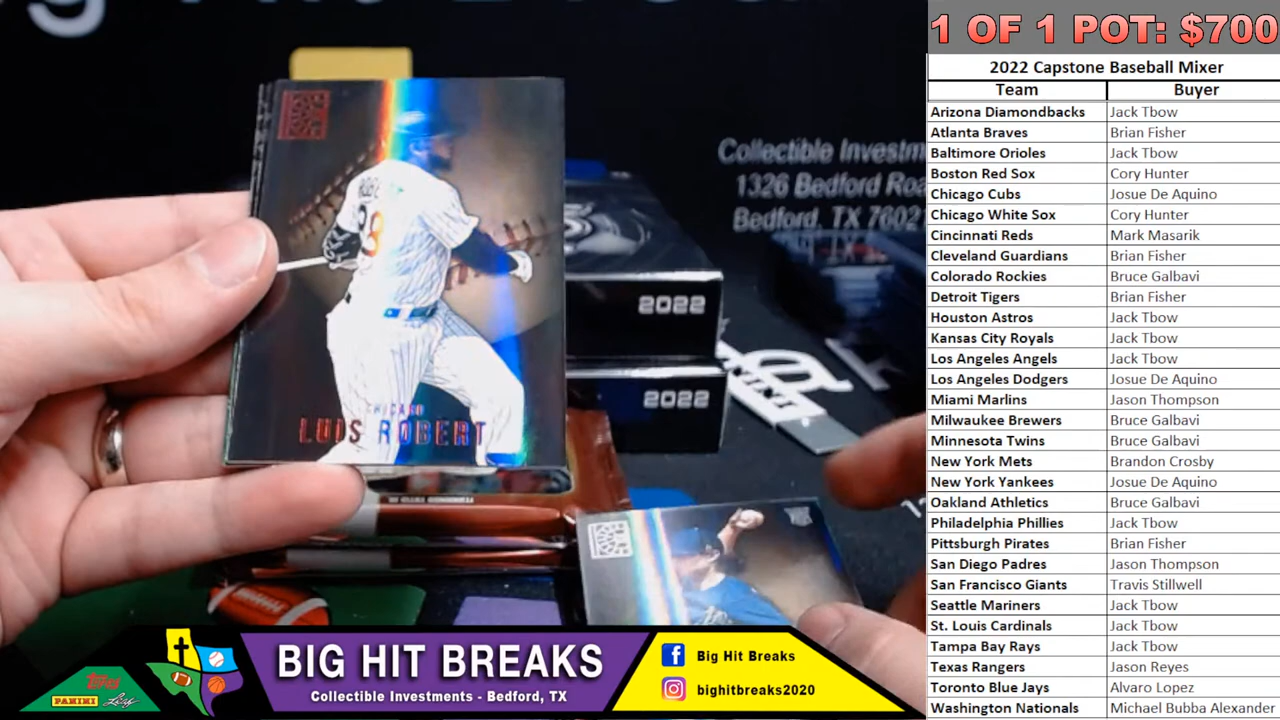 1 OF 1 POT: $700
2022 Capstone Baseball Mixer
Team Buyer
Arizona Diamondbacks Jack Tbow
Atlanta Braves Brian Fisher
Baltimore Orioles Jack Tbow
Boston Red Sox Cory Hunter
Chicago Cubs Josue De Aquino
Chicago White Sox Cory Hunter
Cincinnati Reds Mark Masarik
Cleveland Guardians Brian Fisher
Colorado Rockies Bruce Galbavi
Detroit Tigers Brian Fisher
Houston Astros Jack Tbow
Kansas City Royals Jack Tbow
Los Angeles Angels Jack Tbow
Los Angeles Dodgers Josue De Aquino
Miami Marlins Jason Thompson
Milwaukee Brewers Bruce Galbavi
Minnesota Twins Bruce Galbavi
New York Mets Brandon Crosby
New York Yankees Josue De Aquino
Oakland Athletics Bruce Galbavi
Philadelphia Phillies Jack Tbow
Pittsburgh Pirates Brian Fisher
San Diego Padres Jason Thompson
San Francisco Giants Travis Stillwell
Seattle Mariners Jack Tbow
St. Louis Cardinals Jack Tbow
Tampa Bay Rays Jack Tbow
Texas Rangers Jason Reyes
Toronto Blue Jays Alvaro Lopez
Washington Nationals Michael Bubba Alexander
Collectible Investm
1326 Bedford Roa
Bedford, TX 7602
2022
2022
PANINI
CHICAGO
LUIS ROBERT
BIG HIT BREAKS
Collectible Investments - Bedford, TX
Big Hit Breaks
bighitbreaks2020
Topps
PANINI
Leaf